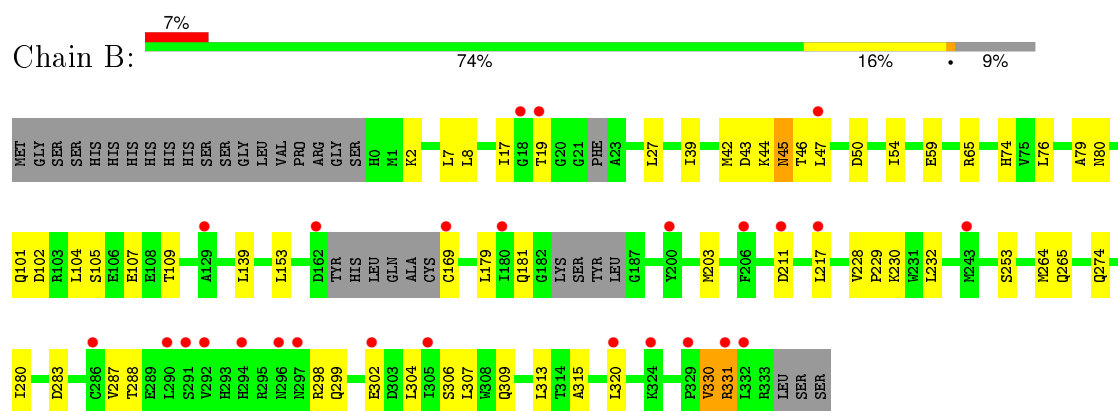 7%
Chain B:
74% 16% • 9%
MET GLY SER SER HIS HIS HIS HIS HIS HIS SER SER GLY LEU VAL PRO ARG GLY SER H0 M1 K2 L7 L8 I17 G18 T19 G20 G21 PHE A23 L27 I39 M42 D43 K44 N45 T46 L47 D50 I54 E59 R65 H74 V75 L76 A79 N80
Q101 D102 R103 L104 S105 E106 E107 E108 T109 A129 L139 L153 D162 TYR HIS LEU GLN ALA CYS C169 L179 I180 Q181 G182 LYS SER TYR LEU G187 Y200 M203 F206 D211 L217 V228 P229 K230 W231 L232 M243 S253 M264 Q265 Q274
I280 D283 C286 V287 T288 E289 L290 S291 V292 H293 H294 R295 N296 N297 R298 Q299 E302 D303 L304 I305 S306 L307 W308 Q309 L313 T314 A315 L320 K324 P329 V330 R331 L332 R333 LEU SER SER